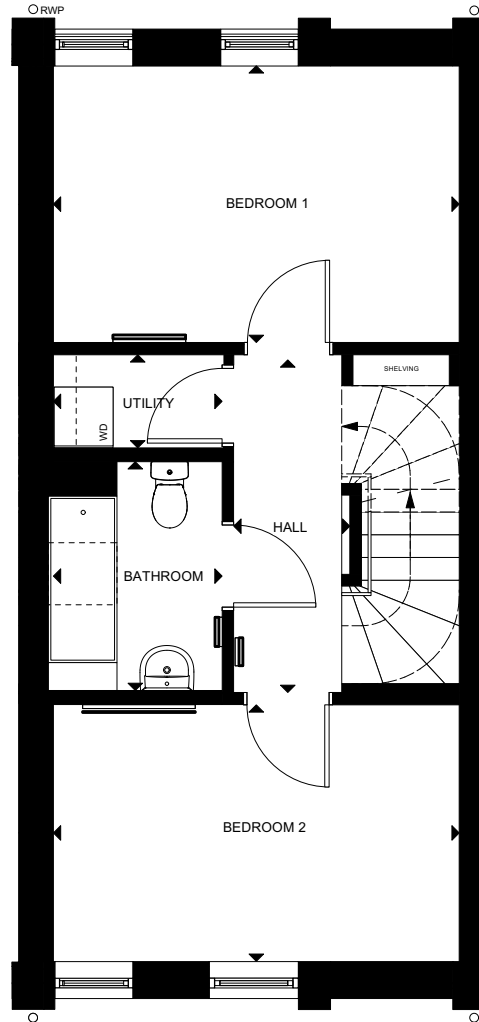 RWP
BEDROOM 1
SHELVING
UTILITY
WD
HALL
BATHROOM
BEDROOM 2